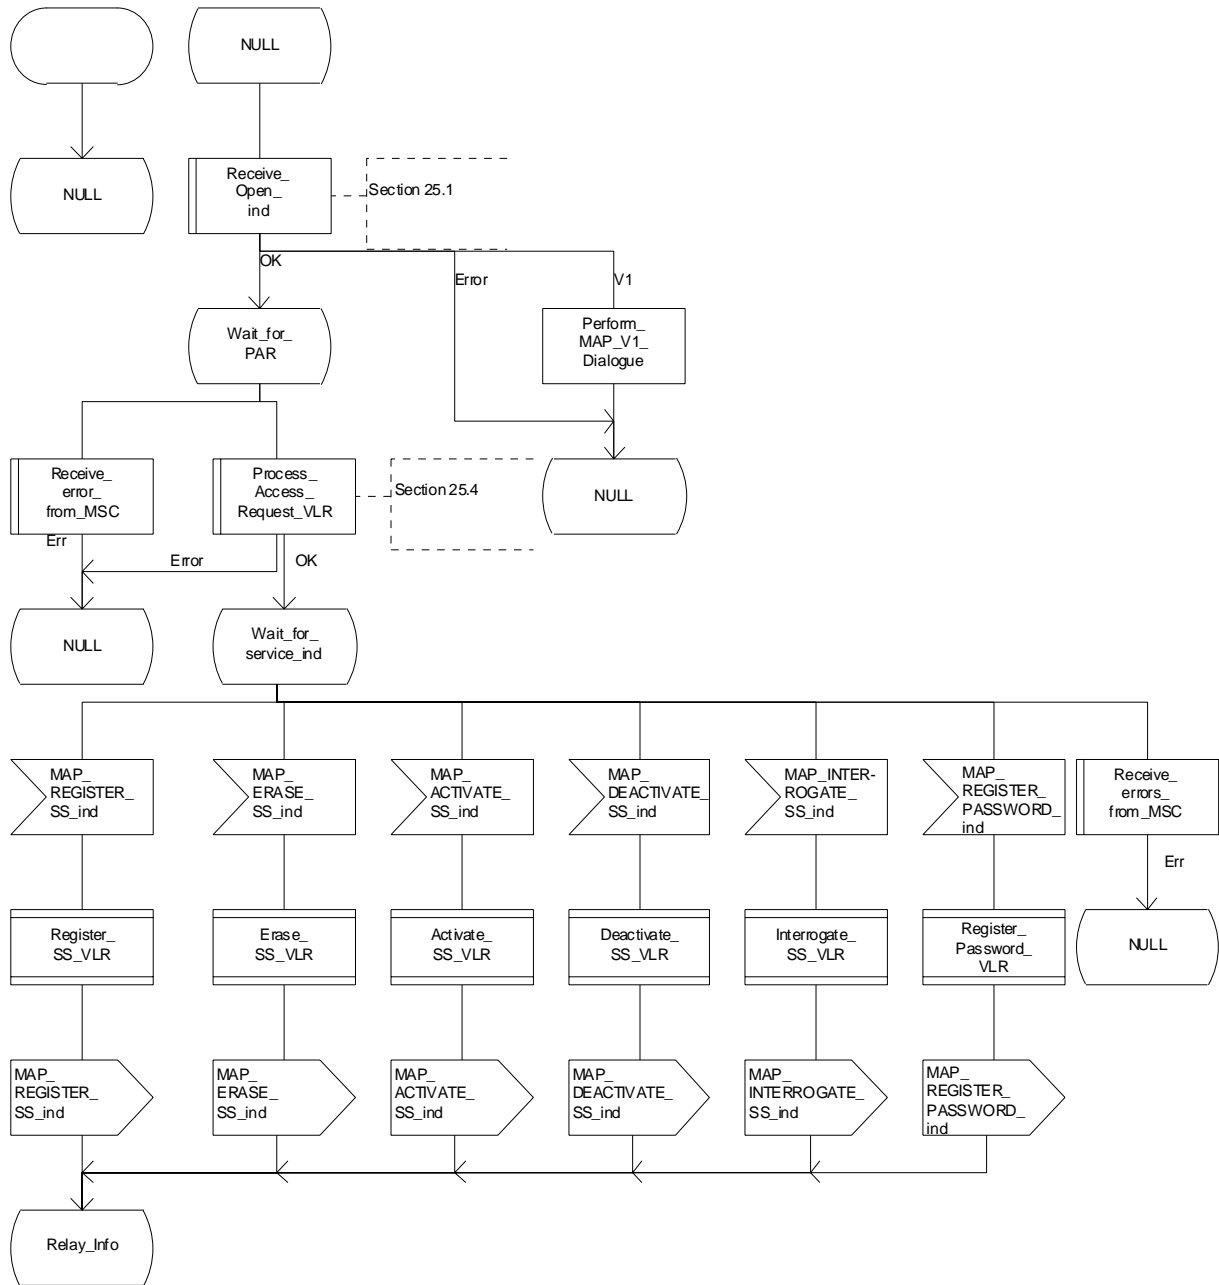 NULL
NULL
Receive_
Open_
ind
Section 25.1
OK
Error
V1
Wait_for_
PAR
Perform_
MAP_V1_
Dialogue
Receive_
error_
from_MSC
Process_
Access_
Request_VLR
Section 25.4
NULL
Err
Error
OK
NULL
Wait_for_
service_ind
MAP_
REGISTER_
SS_ind
MAP_
ERASE_
SS_ind
MAP_
ACTIVATE_
SS_ind
MAP_
DEACTIVATE_
SS_ind
MAP_INTER-
ROGATE_
SS_ind
MAP_
REGISTER_
PASSWORD_
ind
Receive_
errors_
from_MSC
Err
Register_
SS_VLR
Erase_
SS_VLR
Activate_
SS_VLR
Deactivate_
SS_VLR
Interrogate_
SS_VLR
Register_
Password_
VLR
NULL
MAP_
REGISTER_
SS_ind
MAP_
ERASE_
SS_ind
MAP_
ACTIVATE_
SS_ind
MAP_
DEACTIVATE_
SS_ind
MAP_
INTERROGATE_
SS_ind
MAP_
REGISTER_
PASSWORD_
ind
Relay_Info